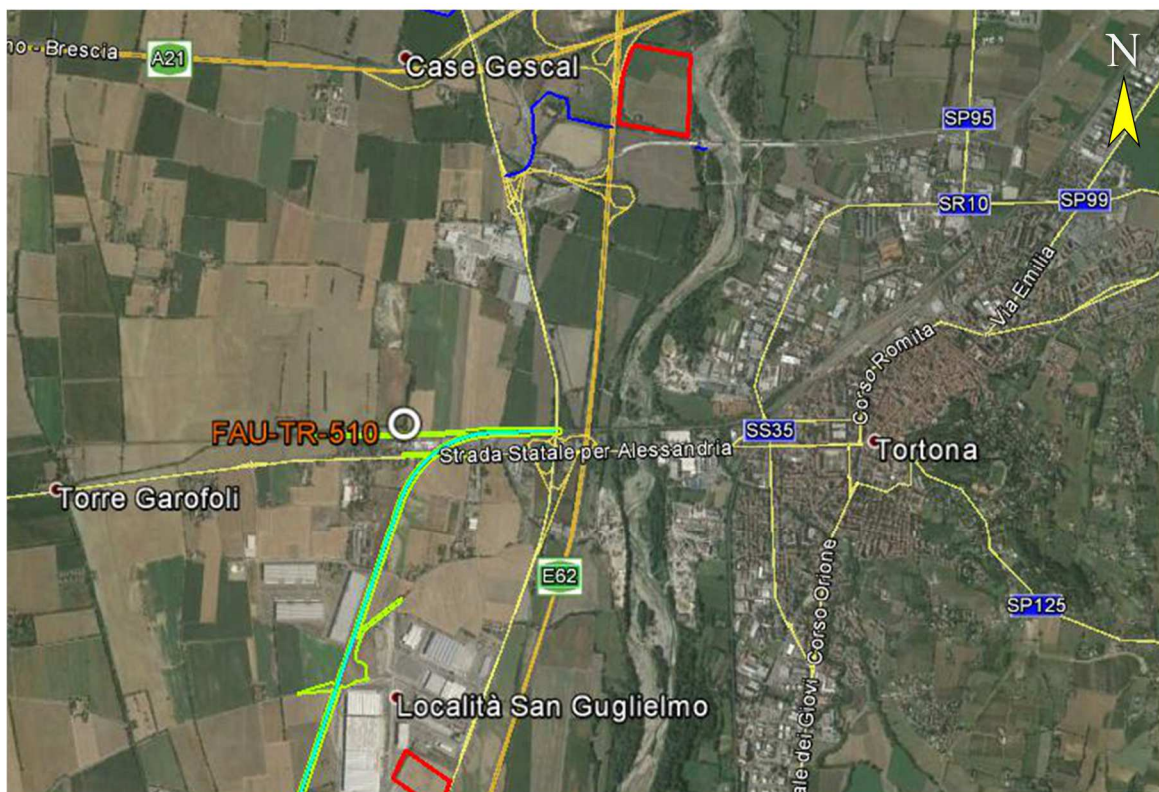 N
no - Brescia
A21
Case Gescal
SP95
SR10
SP99
Via Emilia
Corso Romita
FAU-TR-510
SS35
Strada Statale per Alessandria
Tortona
Torre Garofoli
E62
SP125
Corso Orione
Località San Guglielmo
ale dei Giovi